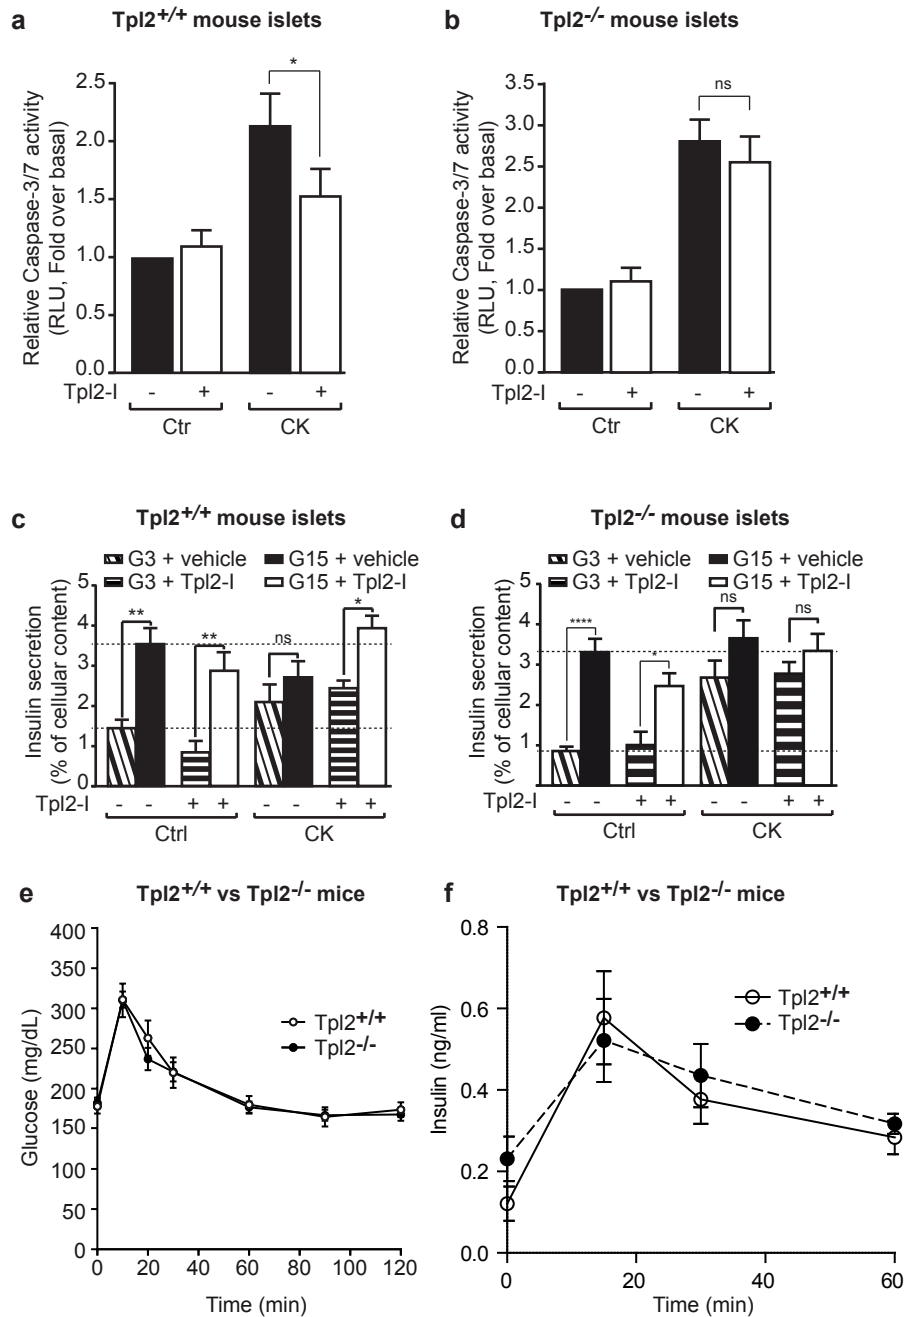 a
Tpl2+/+ mouse islets
Relative Caspase-3/7 activity
(RLU, Fold over basal)
2.5
2.0
1.5
1.0
0.5
0.0
*
Tpl2-I - + - +
Ctr CK
b
Tpl2-/- mouse islets
Relative Caspase-3/7 activity
(RLU, Fold over basal)
3.5
3.0
2.5
2.0
1.5
1.0
0.5
0.0
ns
Tpl2-I - + - +
Ctr CK
c
Tpl2+/+ mouse islets
G3 + vehicle G15 + vehicle
G3 + Tpl2-I G15 + Tpl2-I
Insulin secretion
(% of cellular content)
5
4
3
2
1
0
** ** ns *
Tpl2-I - - + + - - + +
Ctrl CK
d
Tpl2-/- mouse islets
G3 + vehicle G15 + vehicle
G3 + Tpl2-I G15 + Tpl2-I
Insulin secretion
(% of cellular content)
5
4
3
2
1
**** * ns ns
Tpl2-I - - + + - - + +
Ctrl CK
e
Tpl2+/+ vs Tpl2-/- mice
Glucose (mg/dL)
400
350
300
250
200
150
100
50
0
Tpl2+/+
Tpl2-/-
0 20 40 60 80 100 120
Time (min)
f
Tpl2+/+ vs Tpl2-/- mice
Insulin (ng/ml)
0.8
0.6
0.4
0.2
0.0
Tpl2+/+
Tpl2-/-
0 20 40 60
Time (min)